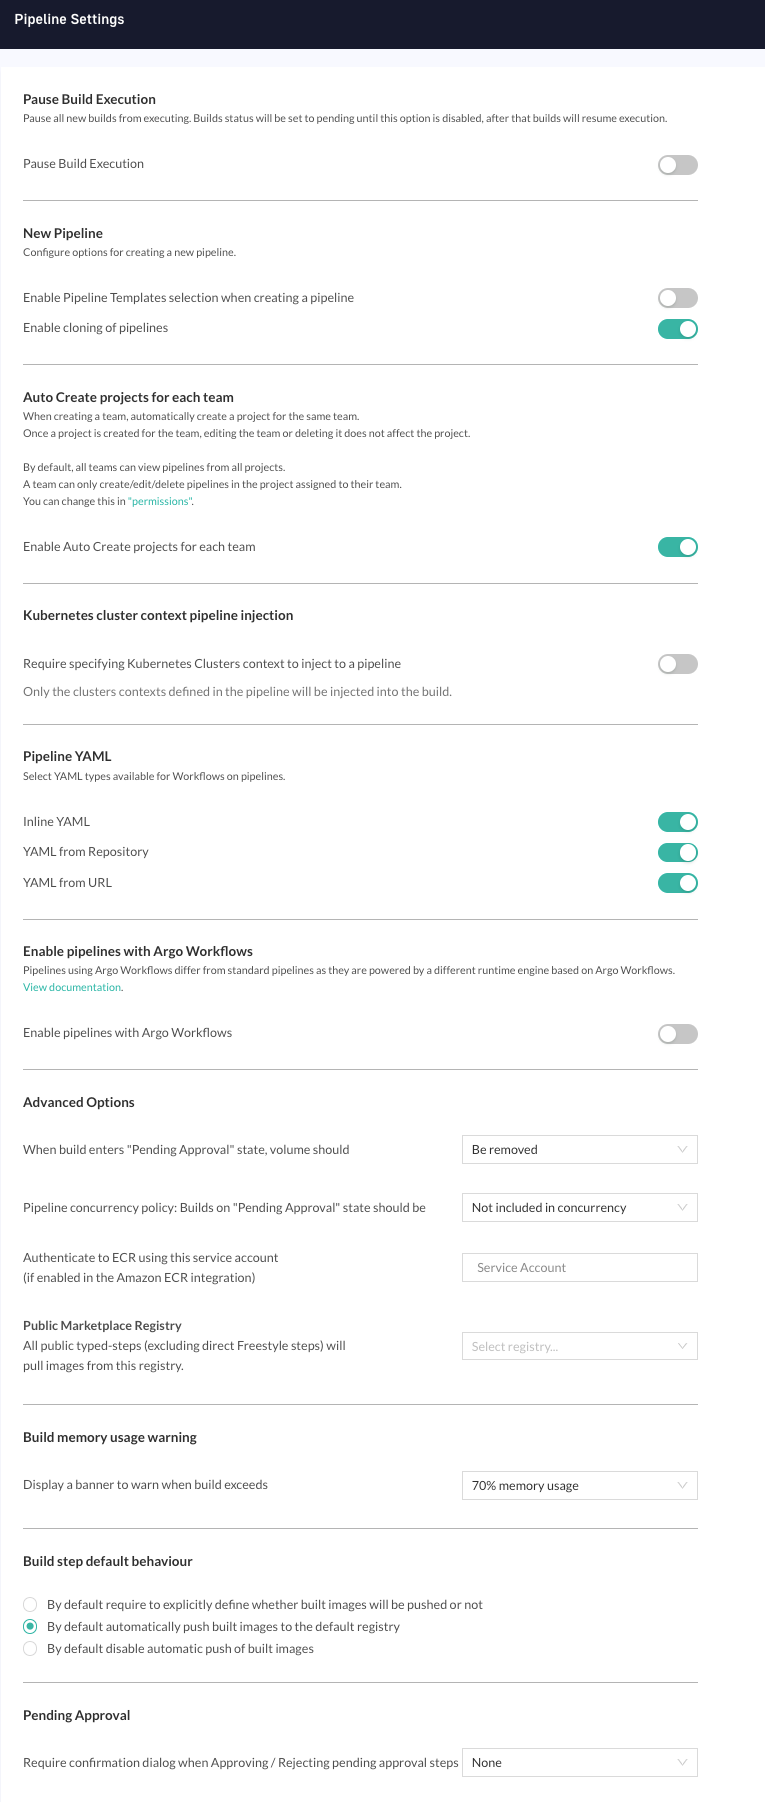 Pipeline Settings
Pause Build Execution
Pause all new builds from executing. Builds status will be set to pending until this option is disabled, after that builds will resume execution.
Pause Build Execution
New Pipeline
Configure options for creating a new pipeline.
Enable Pipeline Templates selection when creating a pipeline
Enable cloning of pipelines
Auto Create projects for each team
When creating a team, automatically create a project for the same team.
Once a project is created for the team, editing the team or deleting it does not affect the project.
By default, all teams can view pipelines from all projects.
A team can only create/edit/delete pipelines in the project assigned to their team.
You can change this in "permissions".
Enable Auto Create projects for each team
Kubernetes cluster context pipeline injection
Require specifying Kubernetes Clusters context to inject to a pipeline
Only the clusters contexts defined in the pipeline will be injected into the build.
Pipeline YAML
Select YAML types available for Workflows on pipelines.
Inline YAML
YAML from Repository
YAML from URL
Enable pipelines with Argo Workflows
Pipelines using Argo Workflows differ from standard pipelines as they are powered by a different runtime engine based on Argo Workflows.
View documentation.
Enable pipelines with Argo Workflows
Advanced Options
When build enters "Pending Approval" state, volume should
Be removed
Pipeline concurrency policy: Builds on "Pending Approval" state should be
Not included in concurrency
Authenticate to ECR using this service account
(if enabled in the Amazon ECR integration)
Service Account
Public Marketplace Registry
All public typed-steps (excluding direct Freestyle steps) will
pull images from this registry.
Select registry...
Build memory usage warning
Display a banner to warn when build exceeds
70% memory usage
Build step default behaviour
By default require to explicitly define whether built images will be pushed or not
By default automatically push built images to the default registry
By default disable automatic push of built images
Pending Approval
Require confirmation dialog when Approving / Rejecting pending approval steps
None